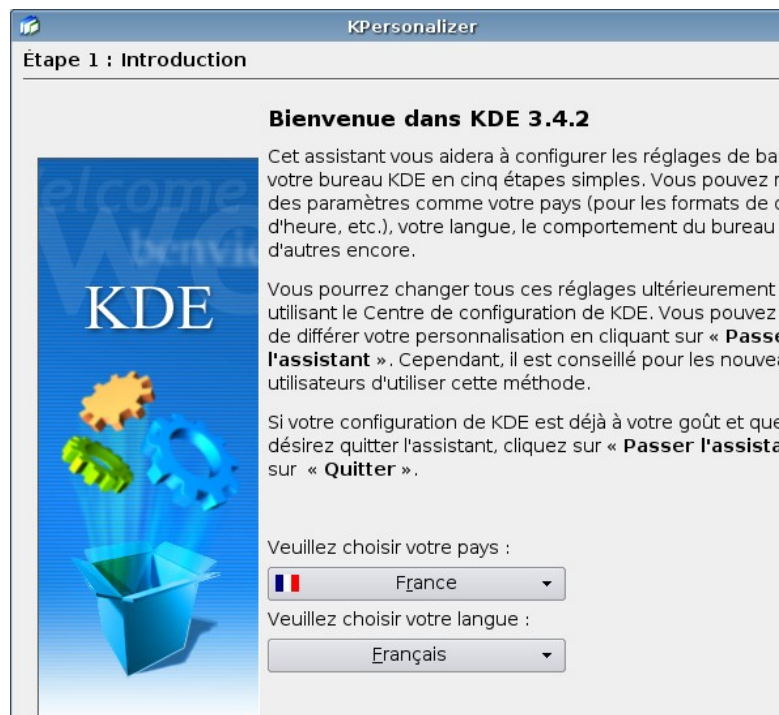 KPersonalizer
Étape 1 : Introduction
Bienvenue dans KDE 3.4.2
Cet assistant vous aidera à configurer les réglages de
votre bureau KDE en cinq étapes simples. Vous pouvez
des paramètres comme votre pays (pour les formats de
d'heure, etc.), votre langue, le comportement du bureau
d'autres encore.
Vous pourrez changer tous ces réglages ultérieurement
utilisant le Centre de configuration de KDE. Vous pouvez
de différer votre personnalisation en cliquant sur «
l'assistant ». Cependant, il est conseillé pour les
utilisateurs d'utiliser cette méthode.
Si votre configuration de KDE est déjà à votre goût et
désirez quitter l'assistant, cliquez sur « Passer
sur « Quitter ».
Welcome
KDE
Veuillez choisir votre pays :
France
Veuillez choisir votre langue :
Français